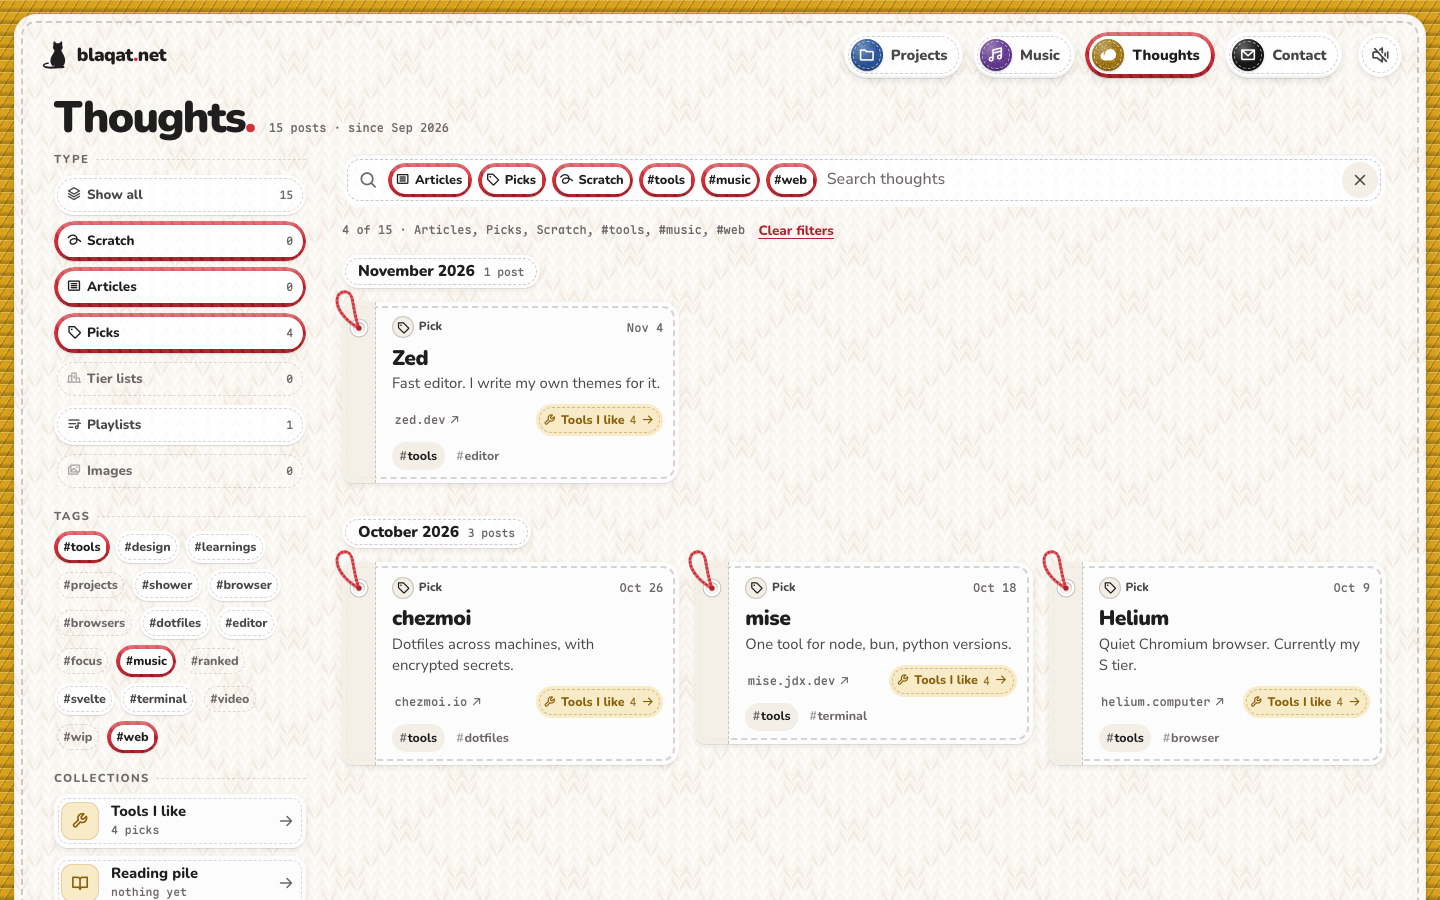 blaqat.net
Projects
Music
Thoughts
Contact
Thoughts.
15 posts · since Sep 2026
TYPE
Show all 15
Scratch 0
Articles 0
Picks 4
Tier lists 0
Playlists 1
Images 0
TAGS
#tools #design #learnings
#projects #shower #browser
#browsers #dotfiles #editor
#focus #music #ranked
#svelte #terminal #video
#wip #web
COLLECTIONS
Tools I like
4 picks
Reading pile
nothing yet
Articles Picks Scratch #tools #music #web Search thoughts
4 of 15 · Articles, Picks, Scratch, #tools, #music, #web Clear filters
November 2026 1 post
Pick Nov 4
Zed
Fast editor. I write my own themes for it.
zed.dev ↗ Tools I like 4 →
#tools #editor
October 2026 3 posts
Pick Oct 26
chezmoi
Dotfiles across machines, with
encrypted secrets.
chezmoi.io ↗ Tools I like 4 →
#tools #dotfiles
Pick Oct 18
mise
One tool for node, bun, python versions.
mise.jdx.dev ↗ Tools I like 4 →
#tools #terminal
Pick Oct 9
Helium
Quiet Chromium browser. Currently my
S tier.
helium.computer ↗ Tools I like 4 →
#tools #browser